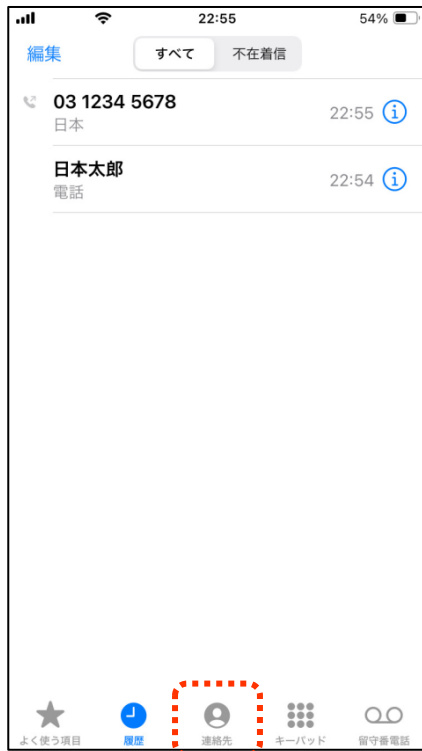 22:55 54%
編集 すべて 不在着信
03 1234 5678
日本
22:55
日本太郎
電話
22:54
よく使う項目 履歴 連絡先 キーパッド 留守番電話